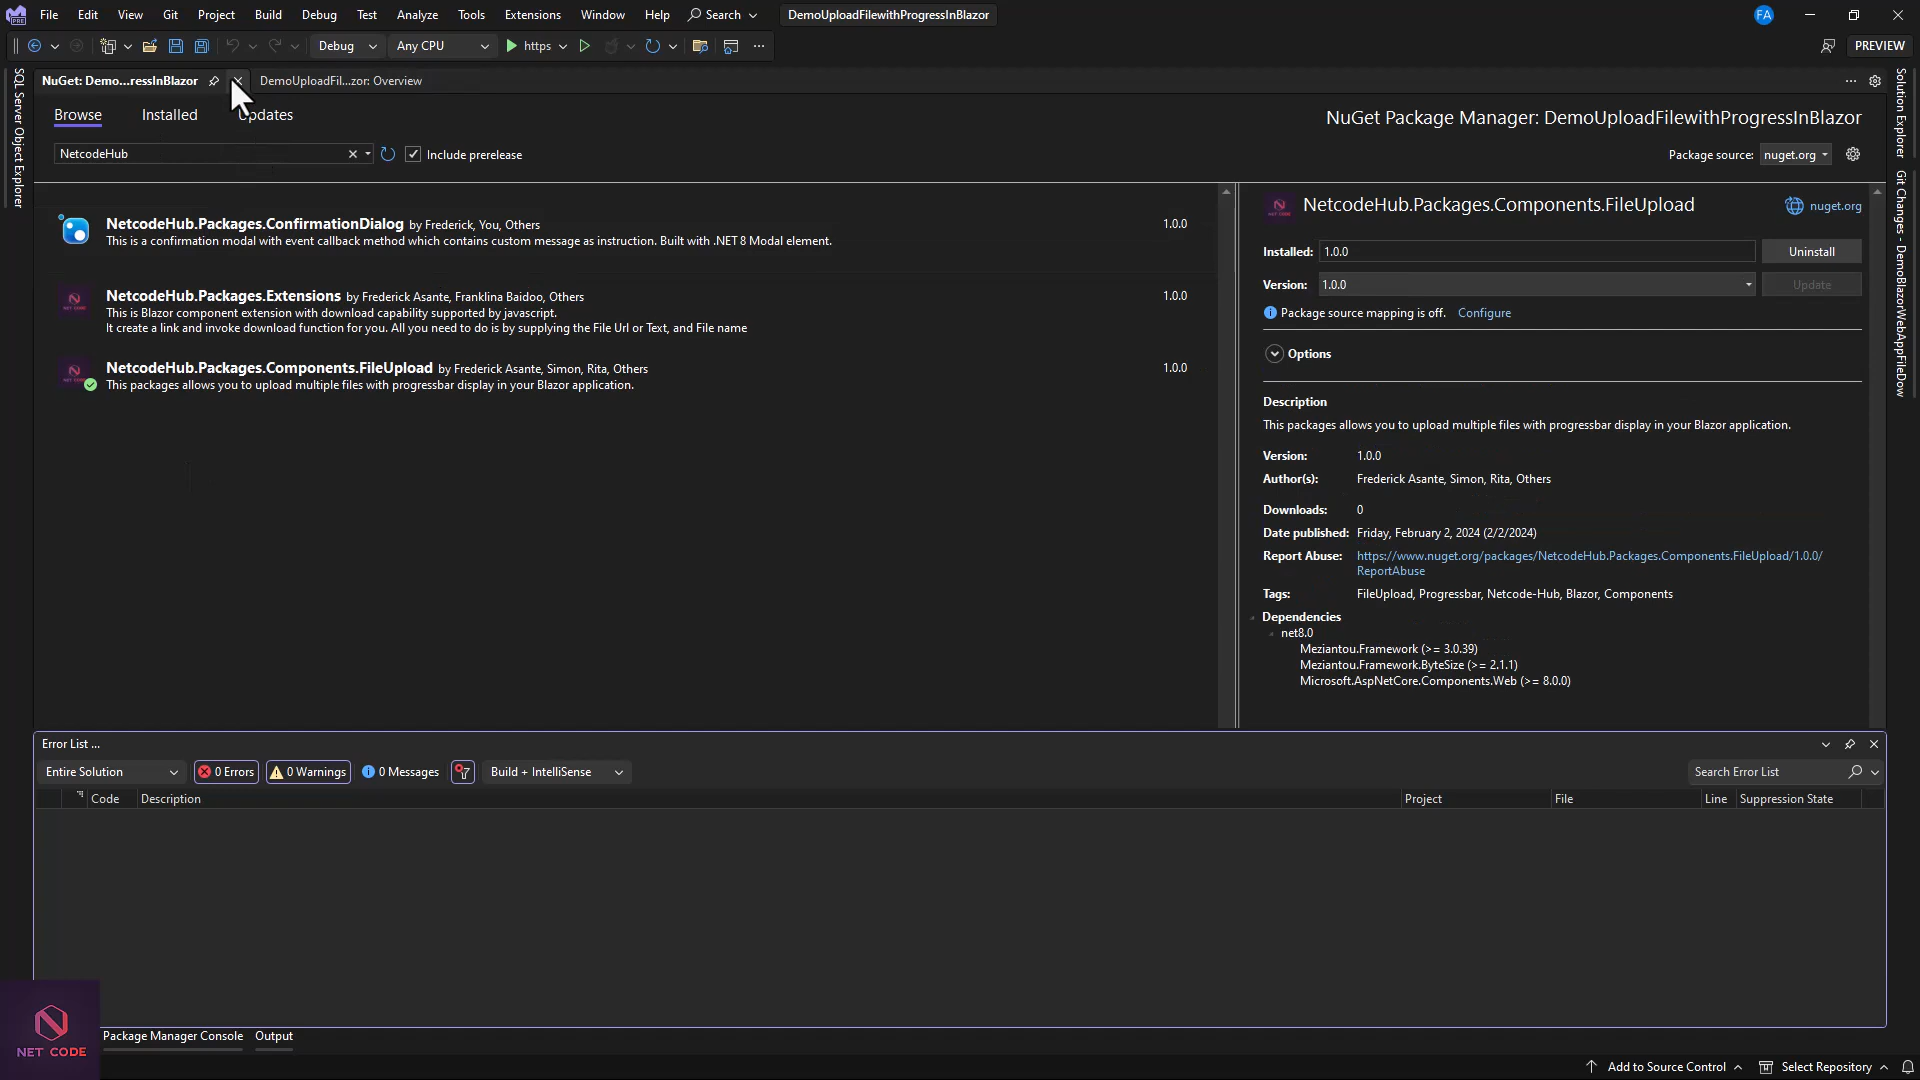 File Edit View Git Project Build Debug Test Analyze Tools Extensions Window Help Search DemoUploadFilewithProgressInBlazor FA
Debug Any CPU https PREVIEW
NuGet: Demo...ressInBlazor DemoUploadFil...zor: Overview
Browse Installed Updates NuGet Package Manager: DemoUploadFilewithProgressInBlazor
NetcodeHub Include prerelease Package source: nuget.org
SQL Server Object Explorer
Solution Explorer
Git Changes - DemoBlazorWebAppFileDow
NetcodeHub.Packages.ConfirmationDialog by Frederick, You, Others 1.0.0
This is a confirmation modal with event callback method which contains custom message as instruction. Built with .NET 8 Modal element.
NetcodeHub.Packages.Extensions by Frederick Asante, Franklina Baidoo, Others 1.0.0
This is Blazor component extension with download capability supported by javascript.
It create a link and invoke download function for you. All you need to do is by supplying the File Url or Text, and File name
NetcodeHub.Packages.Components.FileUpload by Frederick Asante, Simon, Rita, Others 1.0.0
This packages allows you to upload multiple files with progressbar display in your Blazor application.
NetcodeHub.Packages.Components.FileUpload nuget.org
Installed: 1.0.0 Uninstall
Version: 1.0.0 Update
Package source mapping is off. Configure
Options
Description
This packages allows you to upload multiple files with progressbar display in your Blazor application.
Version: 1.0.0
Author(s): Frederick Asante, Simon, Rita, Others
Downloads: 0
Date published: Friday, February 2, 2024 (2/2/2024)
Report Abuse: https://www.nuget.org/packages/NetcodeHub.Packages.Components.FileUpload/1.0.0/
ReportAbuse
Tags: FileUpload, Progressbar, Netcode-Hub, Blazor, Components
Dependencies
net8.0
Meziantou.Framework (>= 3.0.39)
Meziantou.Framework.ByteSize (>= 2.1.1)
Microsoft.AspNetCore.Components.Web (>= 8.0.0)
Error List ...
Entire Solution 0 Errors 0 Warnings 0 Messages Build + IntelliSense Search Error List
Code Description Project File Line Suppression State
Package Manager Console Output
NET CODE
Add to Source Control Select Repository